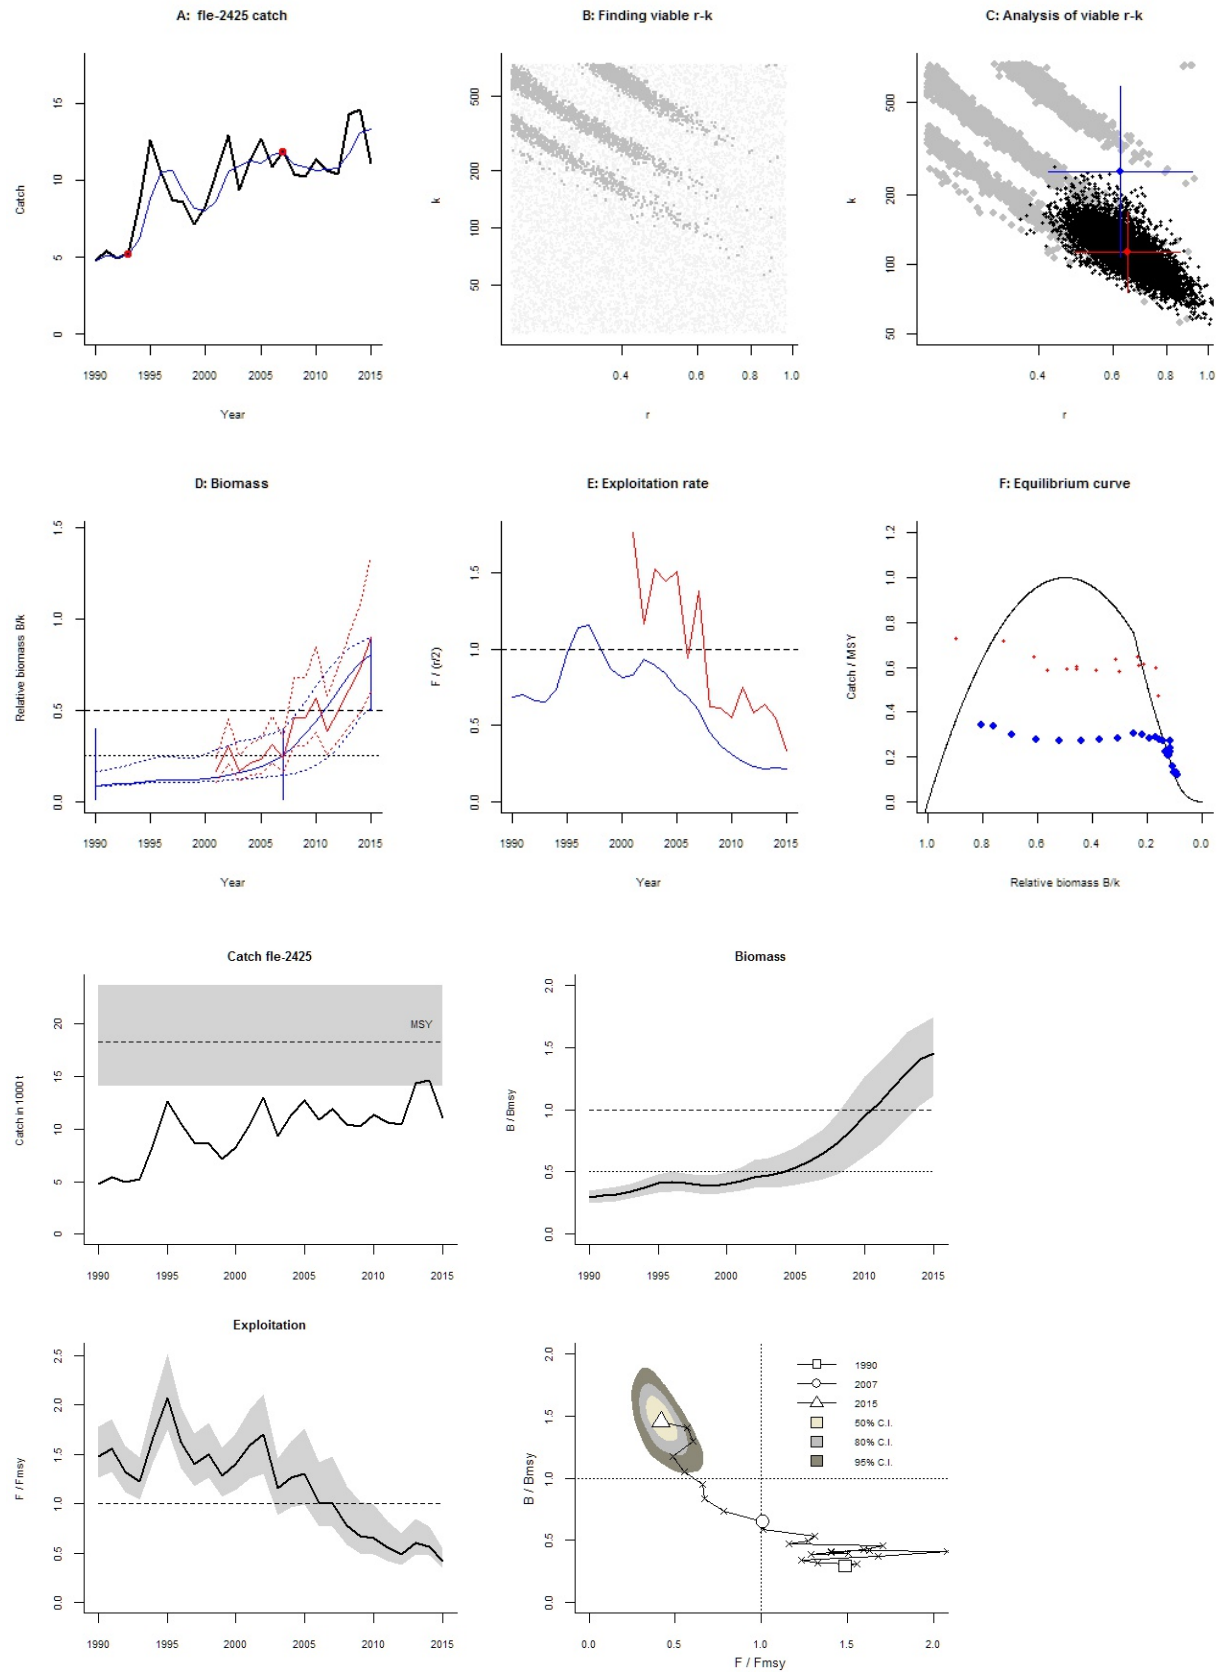 A: fle-2425 catch
Catch
0 5 10 15
1990 1995 2000 2005 2010 2015
Year
B: Finding viable r-k
k
50 100 200 500
0.4 0.6 0.8 1.0
r
C: Analysis of viable r-k
k
50 100 200 500
0.4 0.6 0.8 1.0
r
D: Biomass
Relative biomass B/k
0.0 0.5 1.0 1.5
1990 1995 2000 2005 2010 2015
Year
E: Exploitation rate
F / (r/2)
0.0 0.5 1.0 1.5
1990 1995 2000 2005 2010 2015
Year
F: Equilibrium curve
Catch / MSY
0.0 0.2 0.4 0.6 0.8 1.0 1.2
1.0 0.8 0.6 0.4 0.2 0.0
Relative biomass B/k
Catch fle-2425
Catch in 1000 t
0 5 10 15 20
MSY
1990 1995 2000 2005 2010 2015
Biomass
B / Bmsy
0.0 0.5 1.0 1.5 2.0
1990 1995 2000 2005 2010 2015
Exploitation
F / Fmsy
0.0 0.5 1.0 1.5 2.0 2.5
1990 1995 2000 2005 2010 2015
B / Bmsy
0.0 0.5 1.0 1.5 2.0
1990
2007
2015
50% C.I.
80% C.I.
95% C.I.
0.0 0.5 1.0 1.5 2.0
F / Fmsy